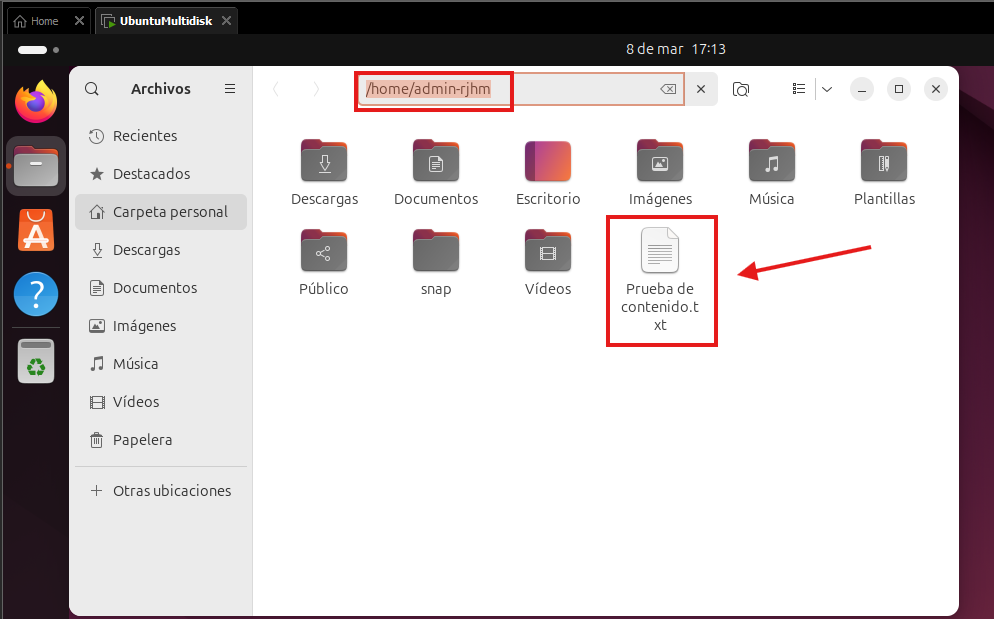 Home
UbuntuMultidisk
8 de mar 17:13
Archivos
/home/admin-rjhm
Recientes
Destacados
Carpeta personal
Descargas
Documentos
Imágenes
Música
Vídeos
Papelera
Otras ubicaciones
Descargas
Documentos
Escritorio
Imágenes
Música
Plantillas
Público
snap
Vídeos
Prueba de
contenido.t
xt